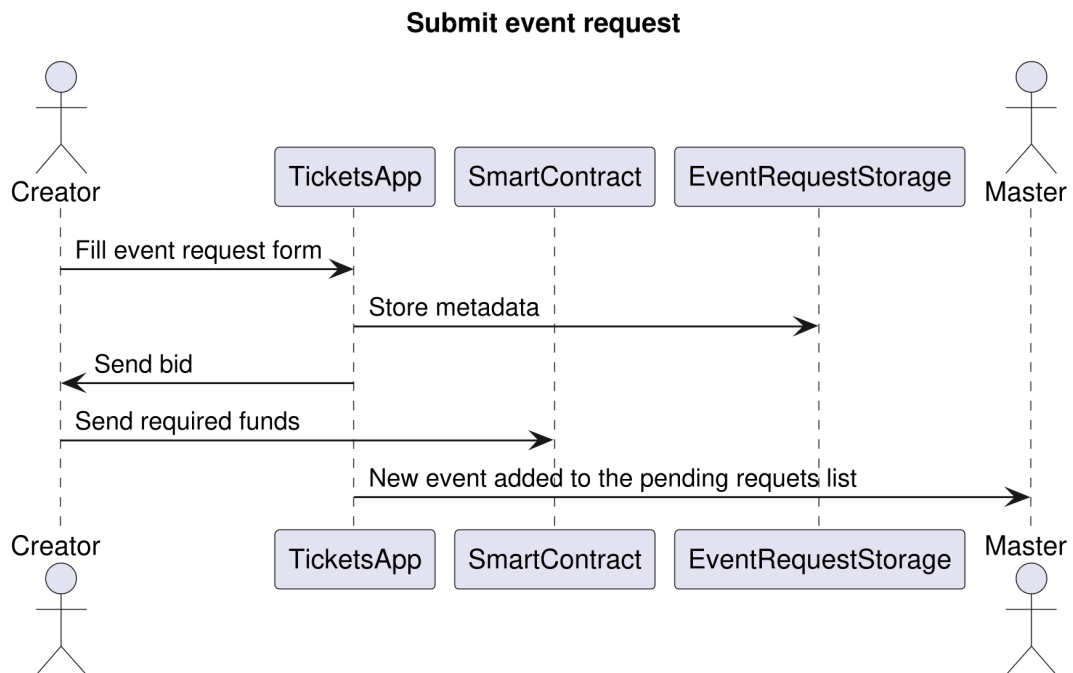 Submit event request
Creator
TicketsApp
SmartContract
EventRequestStorage
Master
Fill event request form
Store metadata
Send bid
Send required funds
New event added to the pending requets list
Creator
TicketsApp
SmartContract
EventRequestStorage
Master